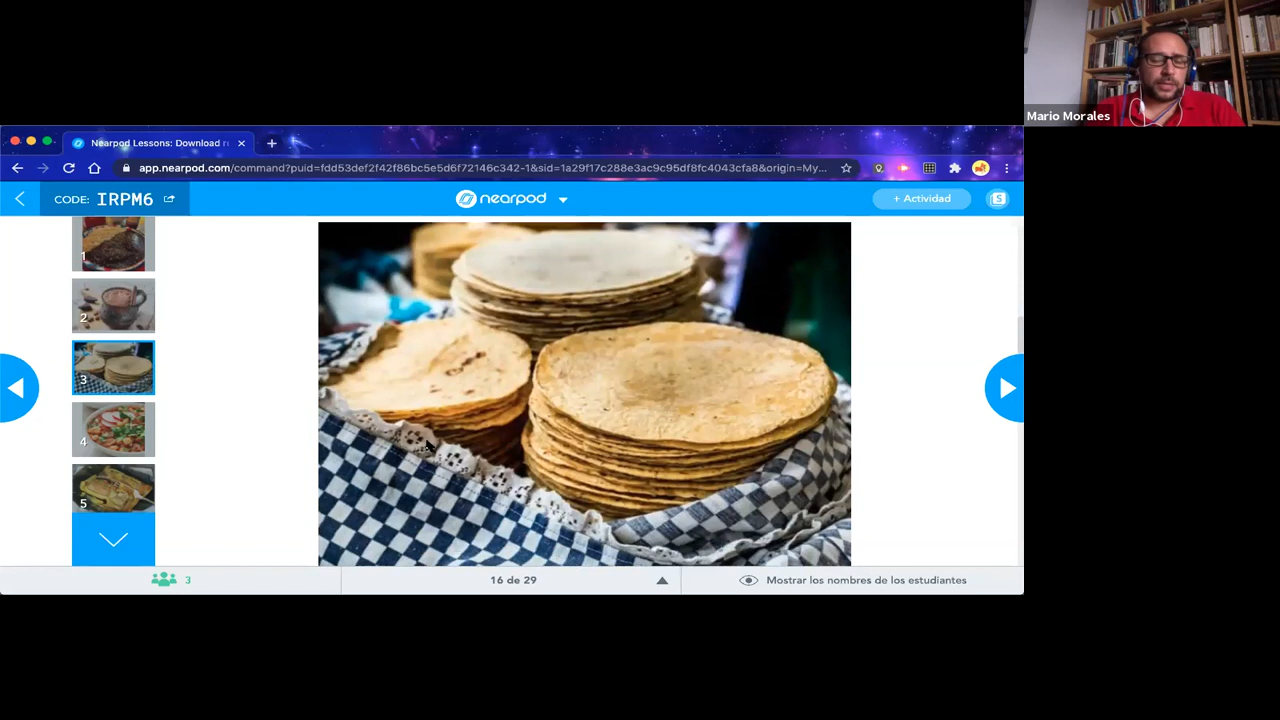 Mario Morales
Nearpod Lessons: Download r
app.nearpod.com/command?puid=fdd53def2f42f86bc5e5d6f72146c342-1&sid=1a29f17c288e3ac9c95df8fc4043cfa8&origin=My...
CODE: IRPM6
nearpod
+ Actividad
S
1
2
3
4
5
3
16 de 29
Mostrar los nombres de los estudiantes